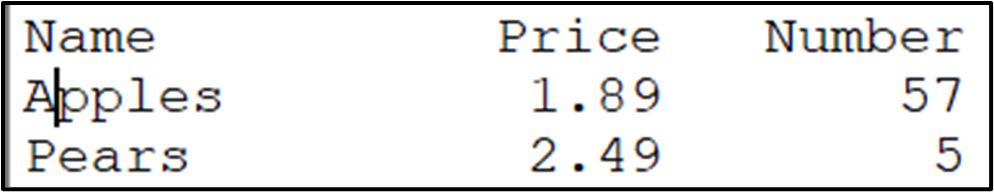 Name Price Number
Apples 1.89 57
Pears 2.49 5